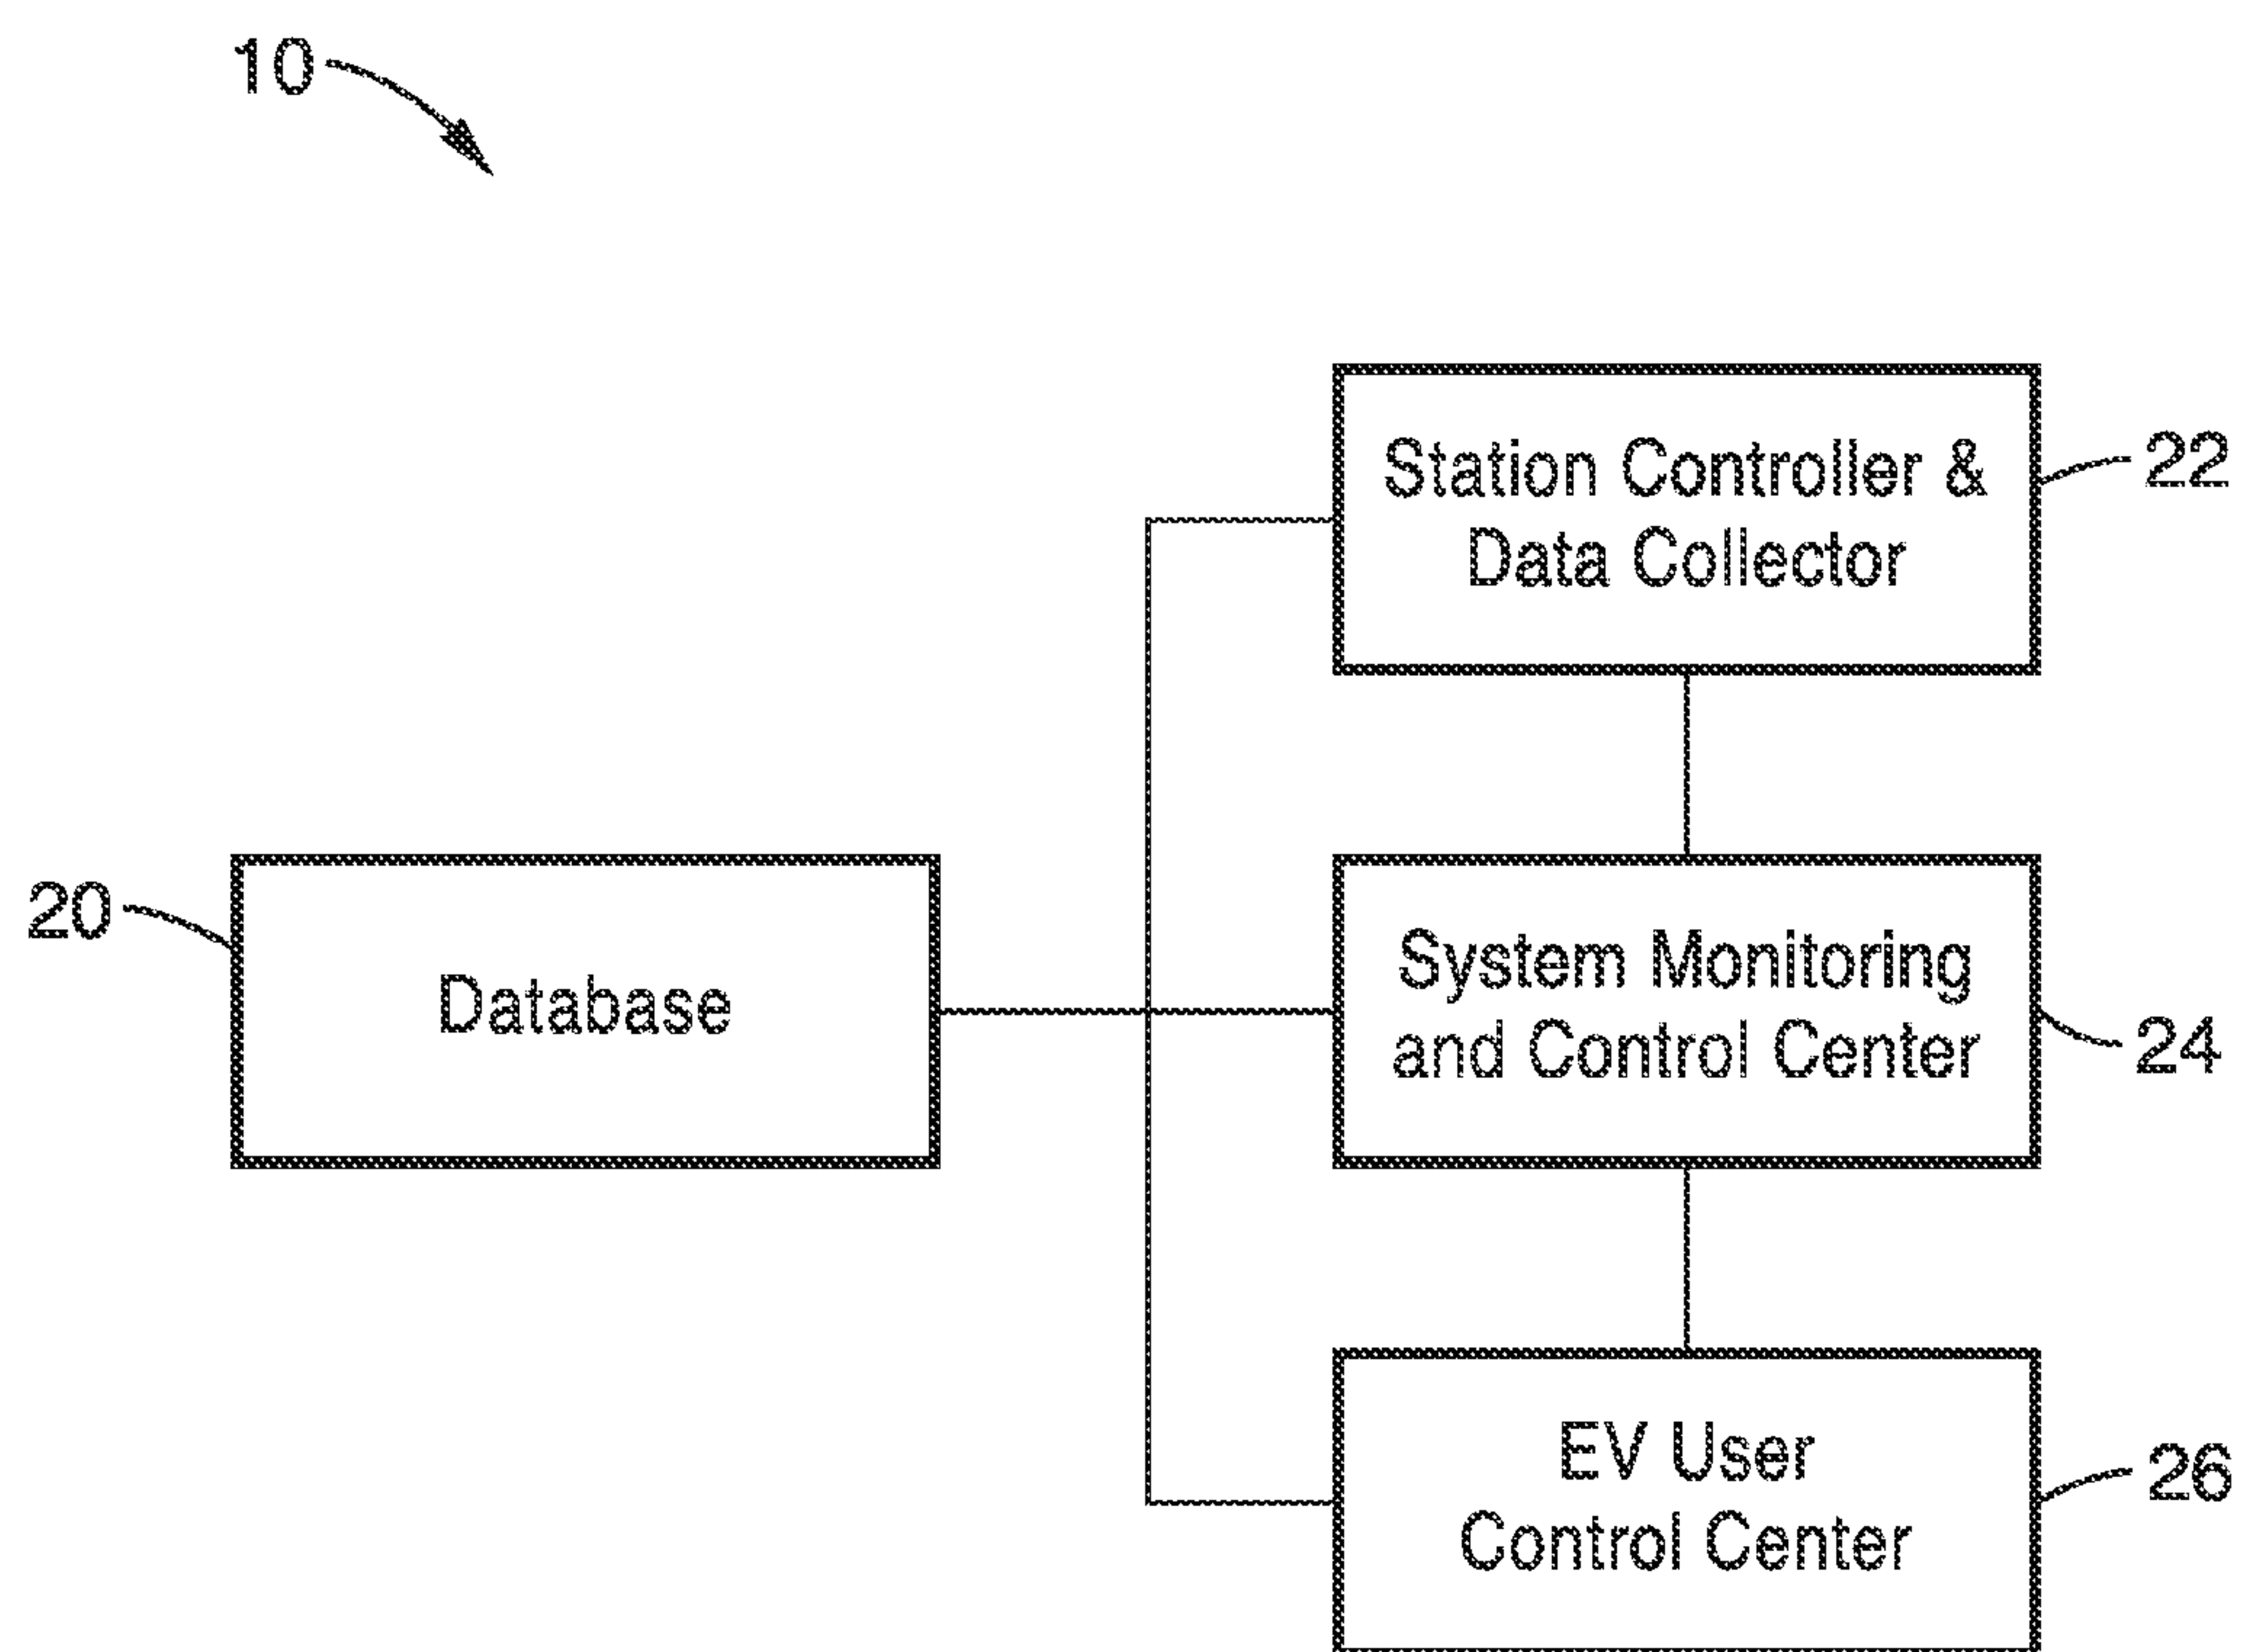 10
Station Controller &
Data Collector
22
20
Database
System Monitoring
and Control Center
24
EV User
Control Center
26